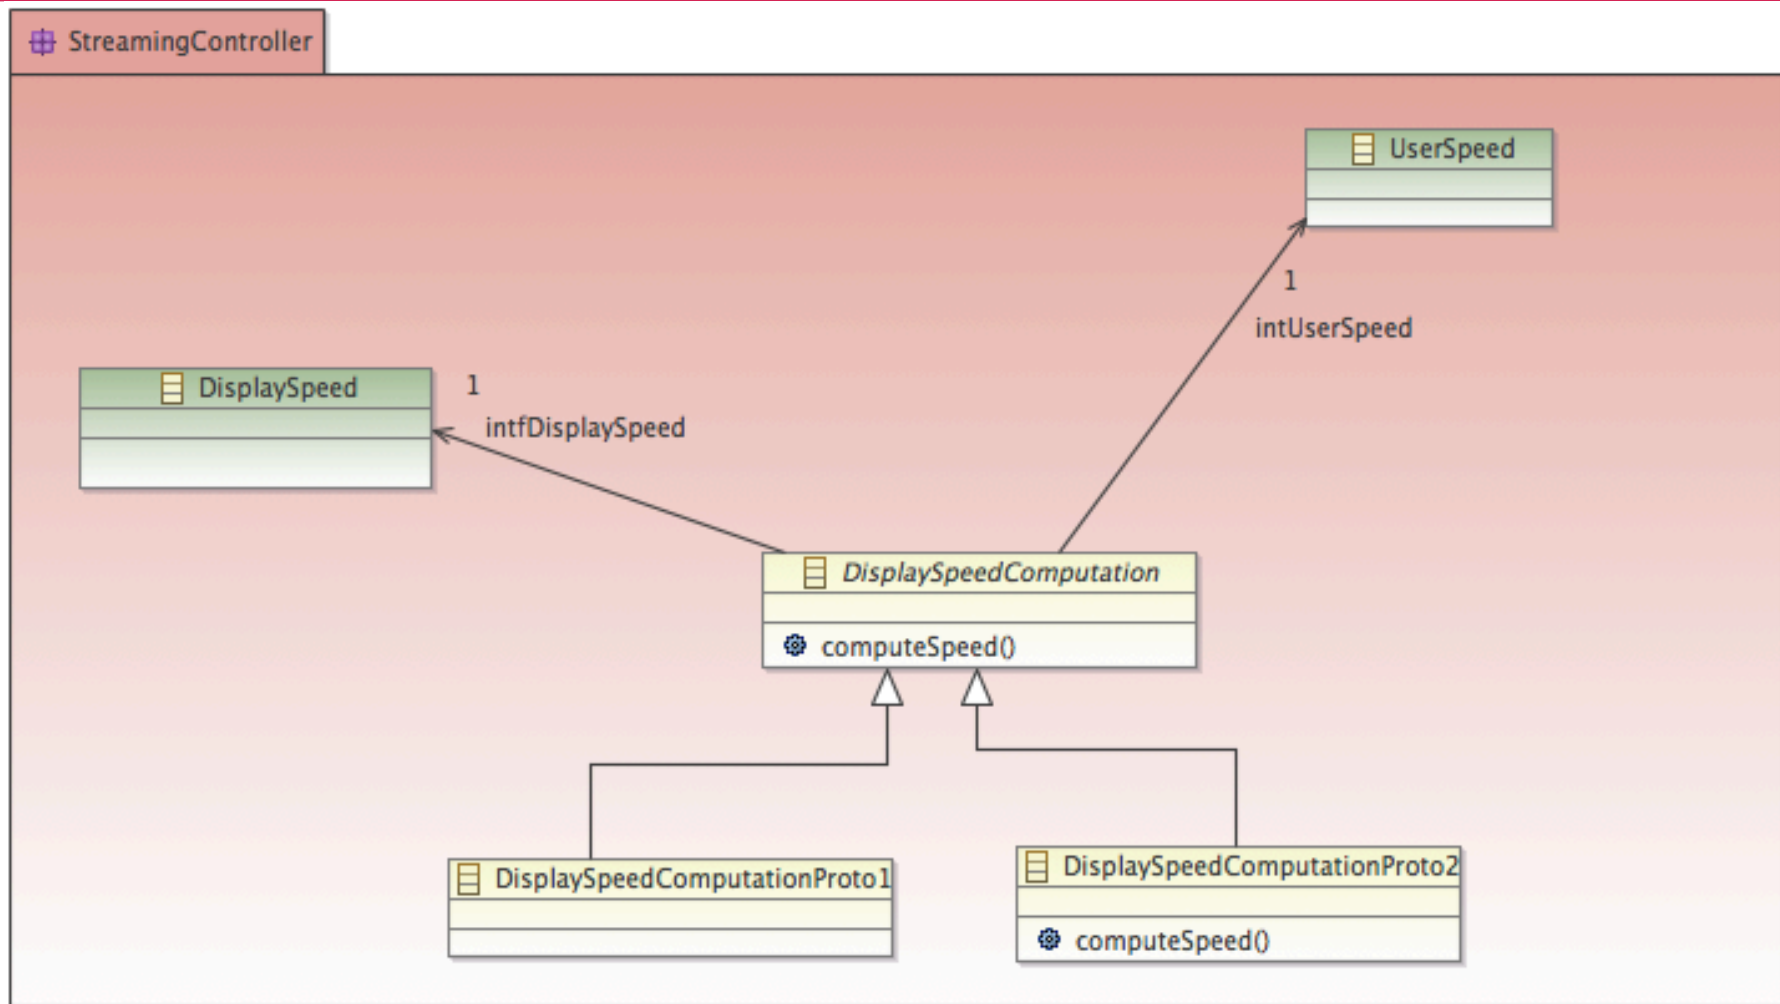 StreamingController
UserSpeed
1
intUserSpeed
DisplaySpeed
1
intfDisplaySpeed
DisplaySpeedComputation
computeSpeed()
DisplaySpeedComputationProto1
DisplaySpeedComputationProto2
computeSpeed()